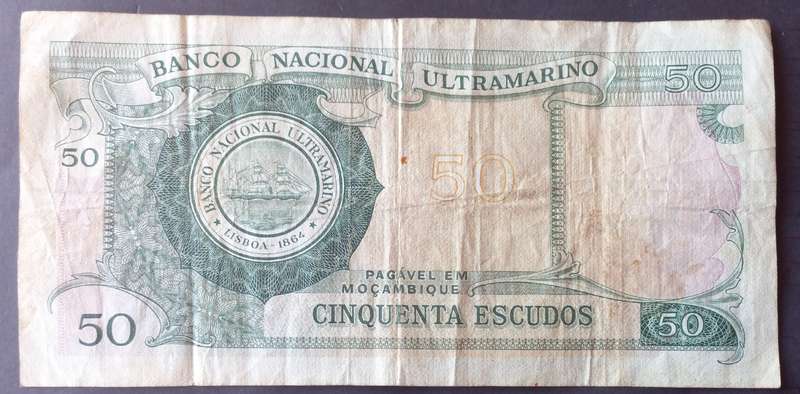 BANCO NACIONAL ULTRAMARINO
50
50
50
BANCO NACIONAL ULTRAMARINO
LISBOA - 1864
PAGÁVEL EM
MOÇAMBIQUE
CINQUENTA ESCUDOS
50
50